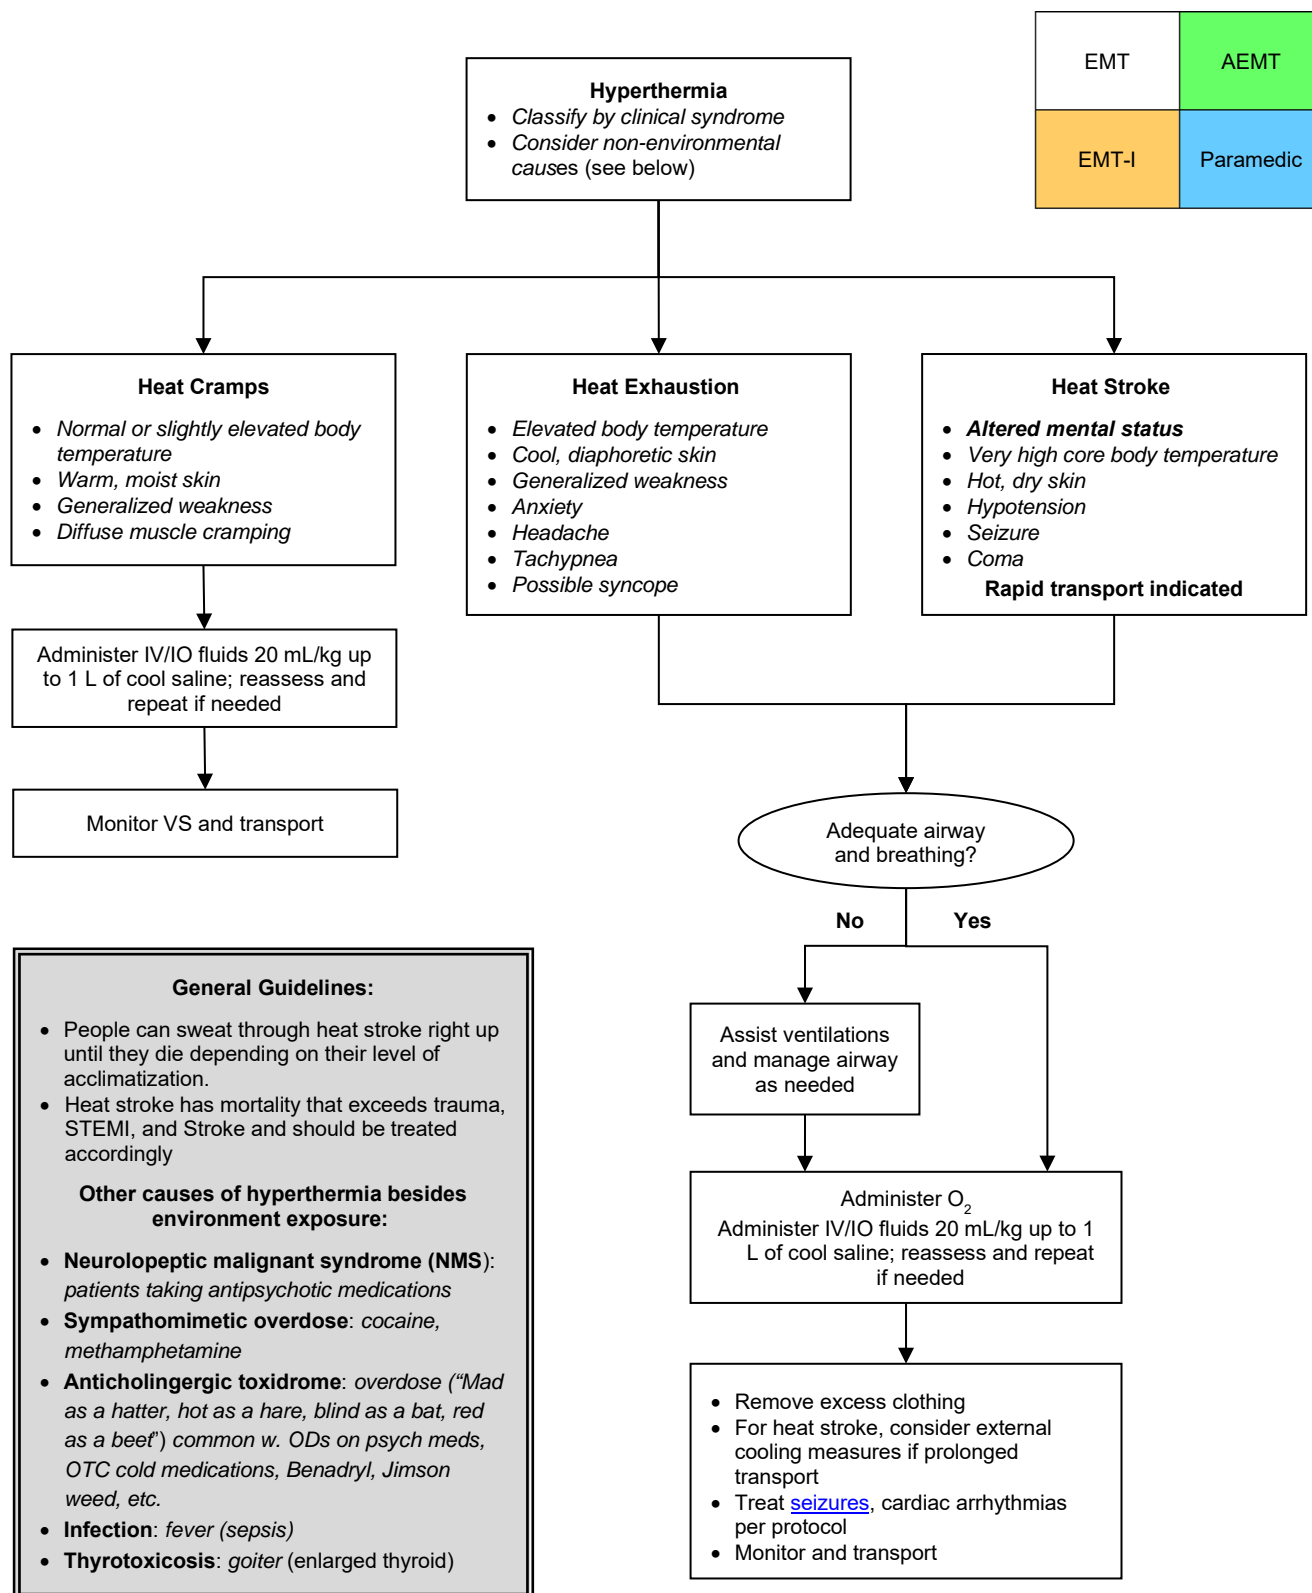 EMT
AEMT
EMT-I
Paramedic
Hyperthermia
• Classify by clinical syndrome
• Consider non-environmental
causes (see below)
Heat Cramps
• Normal or slightly elevated body
temperature
• Warm, moist skin
• Generalized weakness
• Diffuse muscle cramping
Heat Exhaustion
• Elevated body temperature
• Cool, diaphoretic skin
• Generalized weakness
• Anxiety
• Headache
• Tachypnea
• Possible syncope
Heat Stroke
• Altered mental status
• Very high core body temperature
• Hot, dry skin
• Hypotension
• Seizure
• Coma
Rapid transport indicated
Administer IV/IO fluids 20 mL/kg up
to 1 L of cool saline; reassess and
repeat if needed
Monitor VS and transport
Adequate airway
and breathing?
No
Yes
Assist ventilations
and manage airway
as needed
Administer O2
Administer IV/IO fluids 20 mL/kg up to 1
L of cool saline; reassess and repeat
if needed
• Remove excess clothing
• For heat stroke, consider external
cooling measures if prolonged
transport
• Treat seizures, cardiac arrhythmias
per protocol
• Monitor and transport
General Guidelines:
• People can sweat through heat stroke right up
until they die depending on their level of
acclimatization.
• Heat stroke has mortality that exceeds trauma,
STEMI, and Stroke and should be treated
accordingly
Other causes of hyperthermia besides
environment exposure:
• Neurolopeptic malignant syndrome (NMS):
patients taking antipsychotic medications
• Sympathomimetic overdose: cocaine,
methamphetamine
• Anticholingergic toxidrome: overdose (“Mad
as a hatter, hot as a hare, blind as a bat, red
as a beet”) common w. ODs on psych meds,
OTC cold medications, Benadryl, Jimson
weed, etc.
• Infection: fever (sepsis)
• Thyrotoxicosis: goiter (enlarged thyroid)